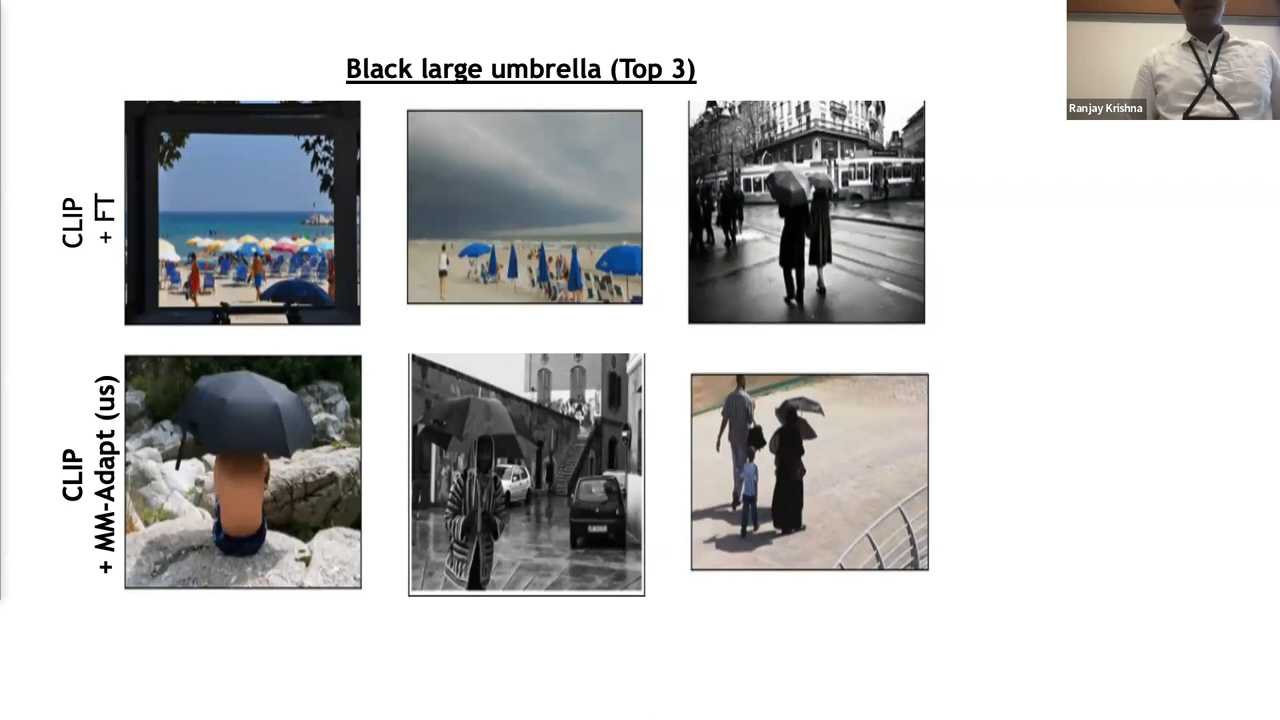 Black large umbrella (Top 3)
Ranjay Krishna
CLIP
+ FT
CLIP
+ MM-Adapt (us)